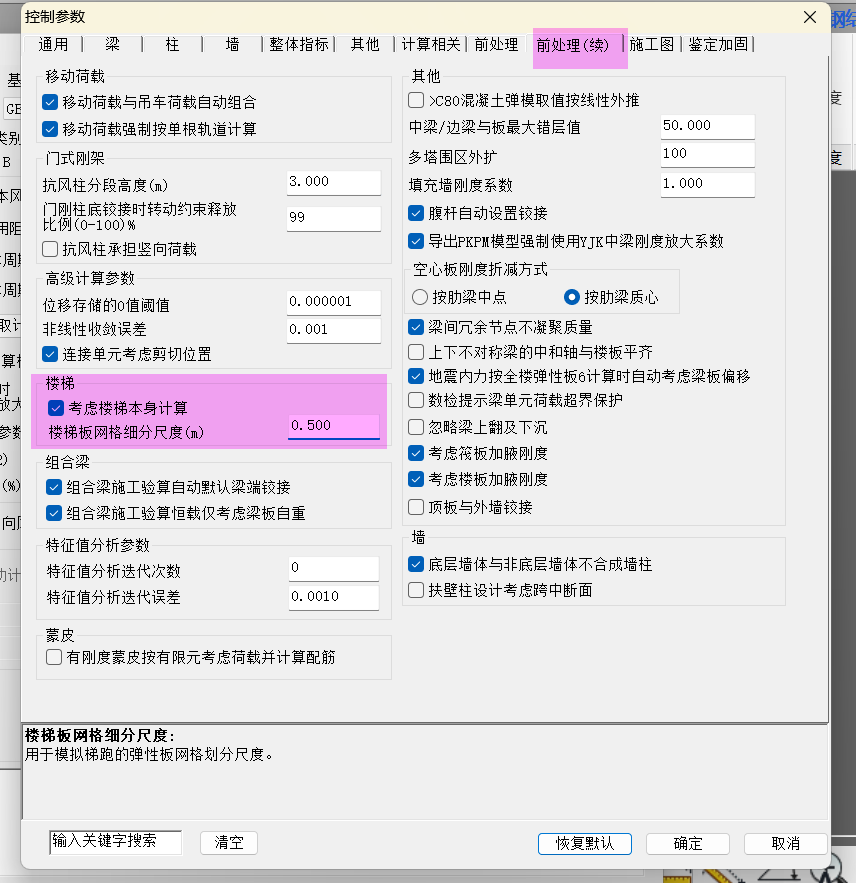 控制参数
通用 梁 柱 墙 整体指标 其他 计算相关 前处理 前处理(续) 施工图 鉴定加固
移动荷载
移动荷载与吊车荷载自动组合
移动荷载强制按单根轨道计算
门式刚架
抗风柱分段高度(m) 3.000
门刚柱底铰接时转动约束释放
比例(0-100)% 99
抗风柱承担竖向荷载
高级计算参数
位移存储的0值阈值 0.000001
非线性收敛误差 0.001
连接单元考虑剪切位置
楼梯
考虑楼梯本身计算
楼梯板网格细分尺度(m) 0.500
组合梁
组合梁施工验算自动默认梁端铰接
组合梁施工验算恒载仅考虑梁板自重
特征值分析参数
特征值分析迭代次数 0
特征值分析迭代误差 0.0010
蒙皮
有刚度蒙皮按有限元考虑荷载并计算配筋
其他
>C80混凝土弹模取值按线性外推
中梁/边梁与板最大错层值 50.000
多塔围区外扩 100
填充墙刚度系数 1.000
腹杆自动设置铰接
导出PKPM模型强制使用YJK中梁刚度放大系数
空心板刚度折减方式
按肋梁中点 按肋梁质心
梁间冗余节点不凝聚质量
上下不对称梁的中和轴与楼板平齐
地震内力按全楼弹性板6计算时自动考虑梁板偏移
数检提示梁单元荷载超界保护
忽略梁上翻及下沉
考虑筏板加腋刚度
考虑楼板加腋刚度
顶板与外墙铰接
墙
底层墙体与非底层墙体不合成墙柱
扶壁柱设计考虑跨中断面
楼梯板网格细分尺度:
用于模拟梯跑的弹性板网格划分尺度。
输入关键字搜索 清空 恢复默认 确定 取消